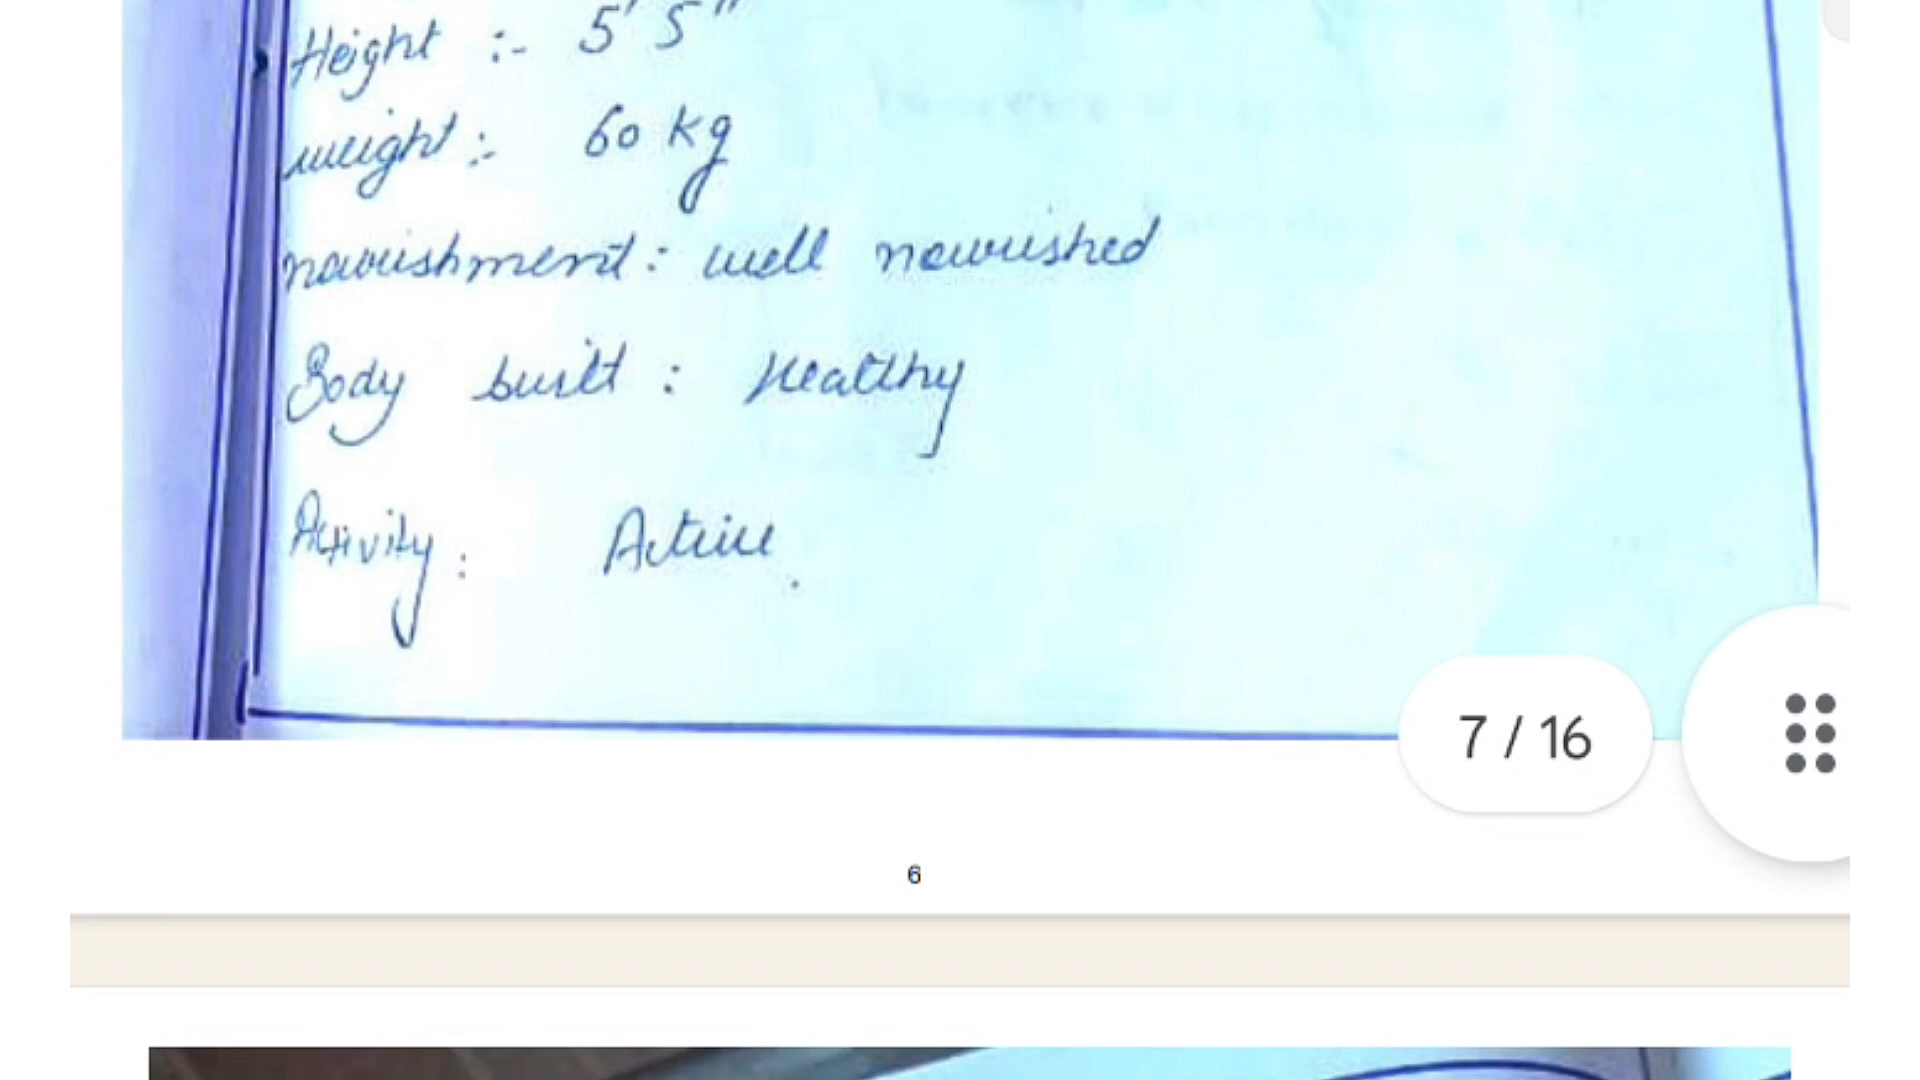 Height :- 5' 5"
weight :- 60 kg
nourishment : well nourished
Body built : Healthy
Activity : Active.
7 / 16
6